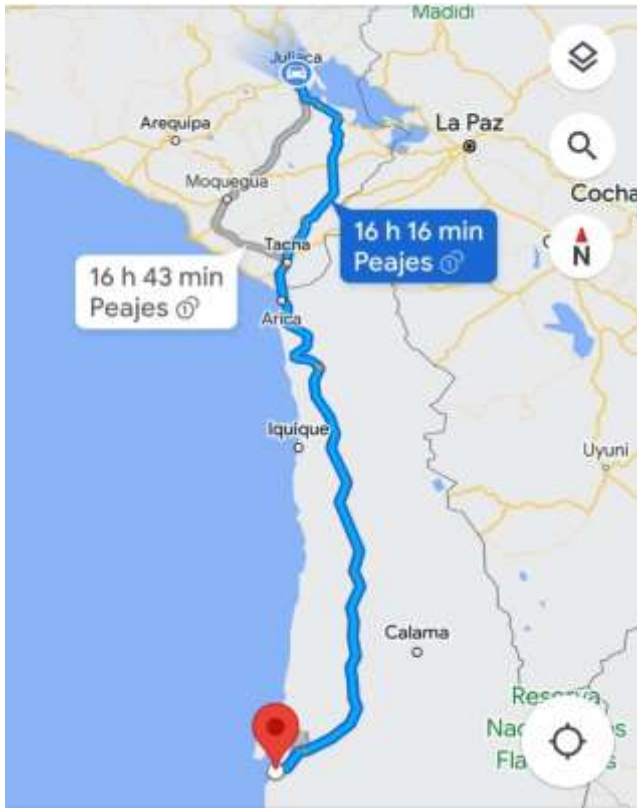 Madidi
Juliaca
Arequipa
La Paz
Cocha
Moquegua
N
16 h 16 min
Peajes
Tacna
16 h 43 min
Peajes
Arica
Iquique
Uyuni
Calama
Reserva
Nac
s
Fla
s